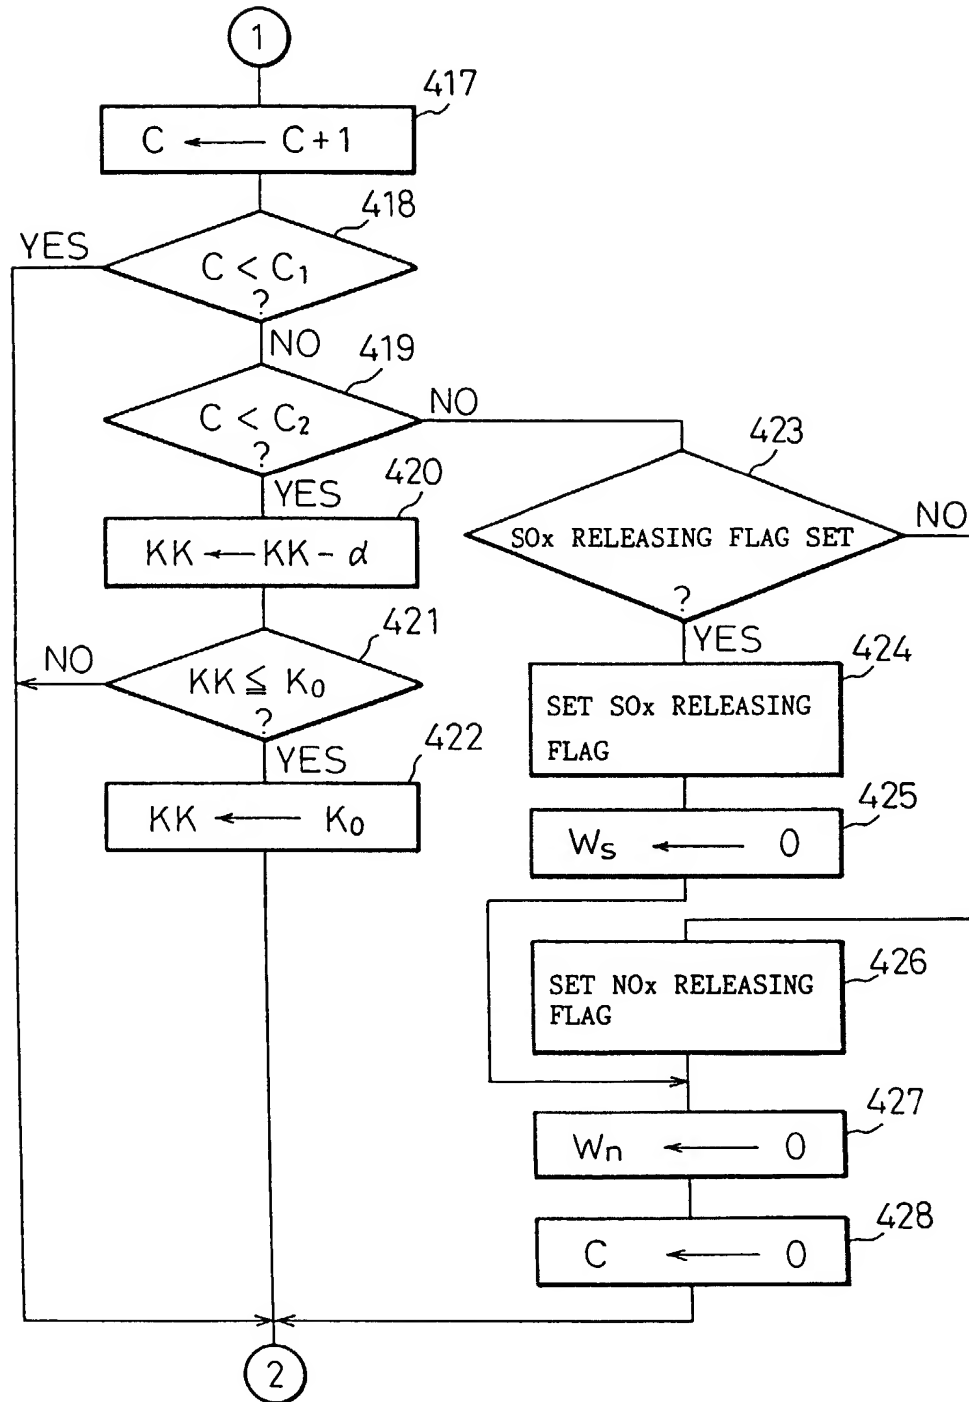 1
417
C ← C+1
418
YES
C < C1
?
NO
419
C < C2
?
NO
YES
420
KK ← KK - α
421
NO
KK ≦ K0
?
YES
422
KK ← K0
423
SOx RELEASING FLAG SET
?
NO
YES
424
SET SOx RELEASING
FLAG
425
Ws ← 0
426
SET NOx RELEASING
FLAG
427
Wn ← 0
428
C ← 0
2